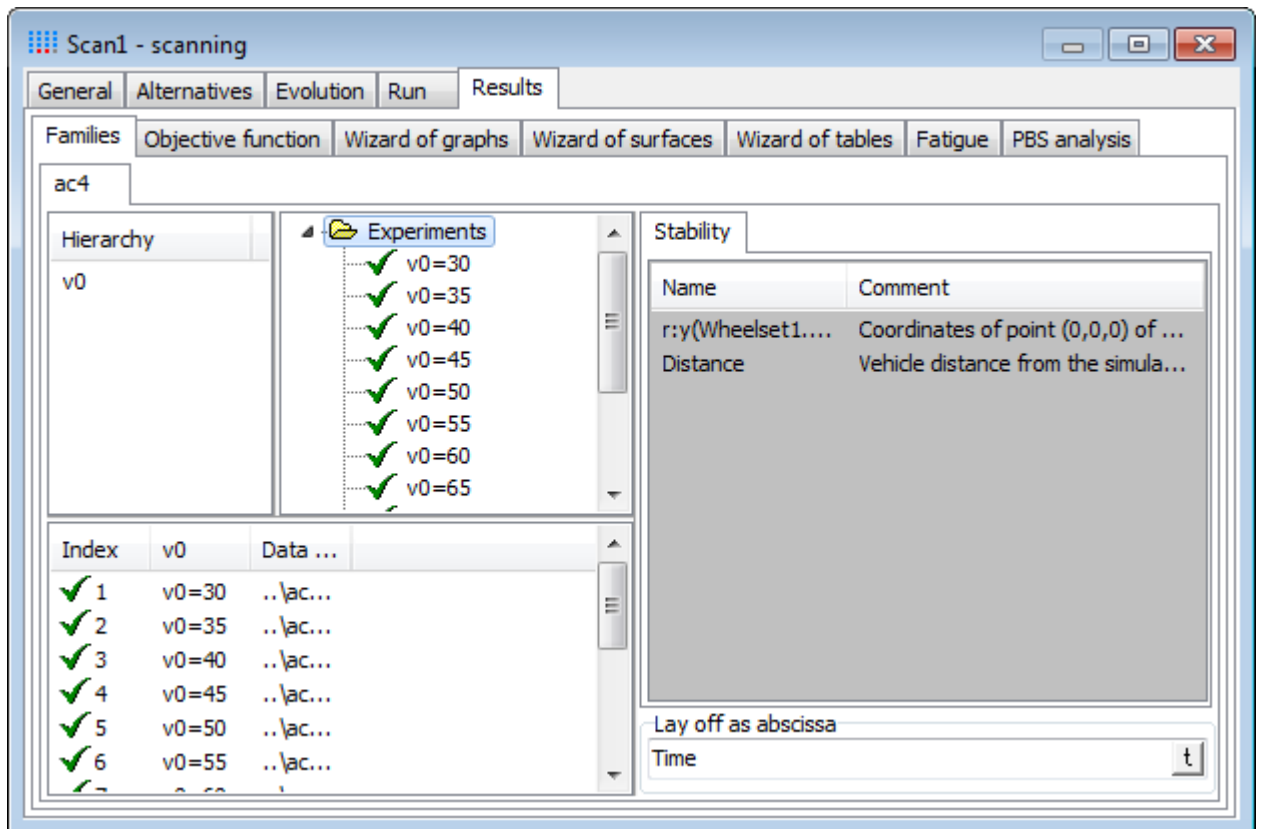 Scan1 - scanning
General Alternatives Evolution Run Results
Families Objective function Wizard of graphs Wizard of surfaces Wizard of tables Fatigue PBS analysis
ac4
Hierarchy
v0
Experiments
v0=30
v0=35
v0=40
v0=45
v0=50
v0=55
v0=60
v0=65
Stability
Name Comment
r:y(Wheelset1.... Coordinates of point (0,0,0) of ...
Distance Vehicle distance from the simula...
Index v0 Data ...
1 v0=30 ..\ac...
2 v0=35 ..\ac...
3 v0=40 ..\ac...
4 v0=45 ..\ac...
5 v0=50 ..\ac...
6 v0=55 ..\ac...
Lay off as abscissa
Time t